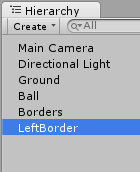 Hierarchy
Create All
Main Camera
Directional Light
Ground
Ball
Borders
LeftBorder